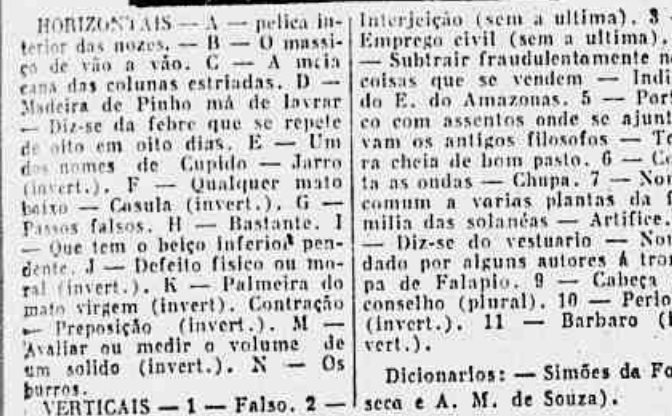 HORIZONTAIS — A — pelica in-
terior das nozes. — B — O massi-
ço de vão a vão. C — A meia
cana das colunas estriadas. D —
Madeira de Pinho má de lavrar
— Diz-se da febre que se repete
de oito em oito dias. E — Um
dos nomes de Cupido — Jarro
(invert.). F — Qualquer mato
baixo — Casula (invert.). G —
Passos falsos. H — Bastante. I
— Que tem o beiço inferior pen-
dente. J — Defeito fisico ou mo-
ral (invert.). K — Palmeira do
mato virgem (invert). Contração
— Preposição (invert.). M —
Avaliar ou medir o volume de
um solido (invert.). N — Os
burros.
VERTICAIS — 1 — Falso. 2 —
Interjeição (sem a ultima). 3
Emprego civil (sem a ultima).
— Subtrair fraudulentamente n
coisas que se vendem — Indi
do E. do Amazonas. 5 — Port
co com assentos onde se ajunt
vam os antigos filosofos — Te
ra cheia de bom pasto. 6 — Co
ta as ondas — Chupa. 7 — Nor
comum a varias plantas da
milia das solanéas — Artifice.
— Diz-se do vestuario — Nor
dado por alguns autores á tron
pa de Falapio. 9 — Cabeça
conselho (plural). 10 — Perio
(invert.). 11 — Barbaro (
vert.).
Dicionarios: — Simões da Fo
seca e A. M. de Souza).